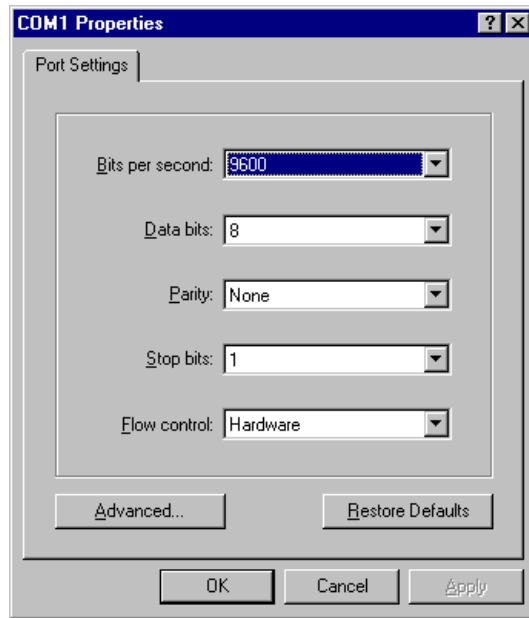 COM1 Properties
Port Settings
Bits per second: 9600
Data bits: 8
Parity: None
Stop bits: 1
Flow control: Hardware
Advanced... Restore Defaults
OK Cancel Apply